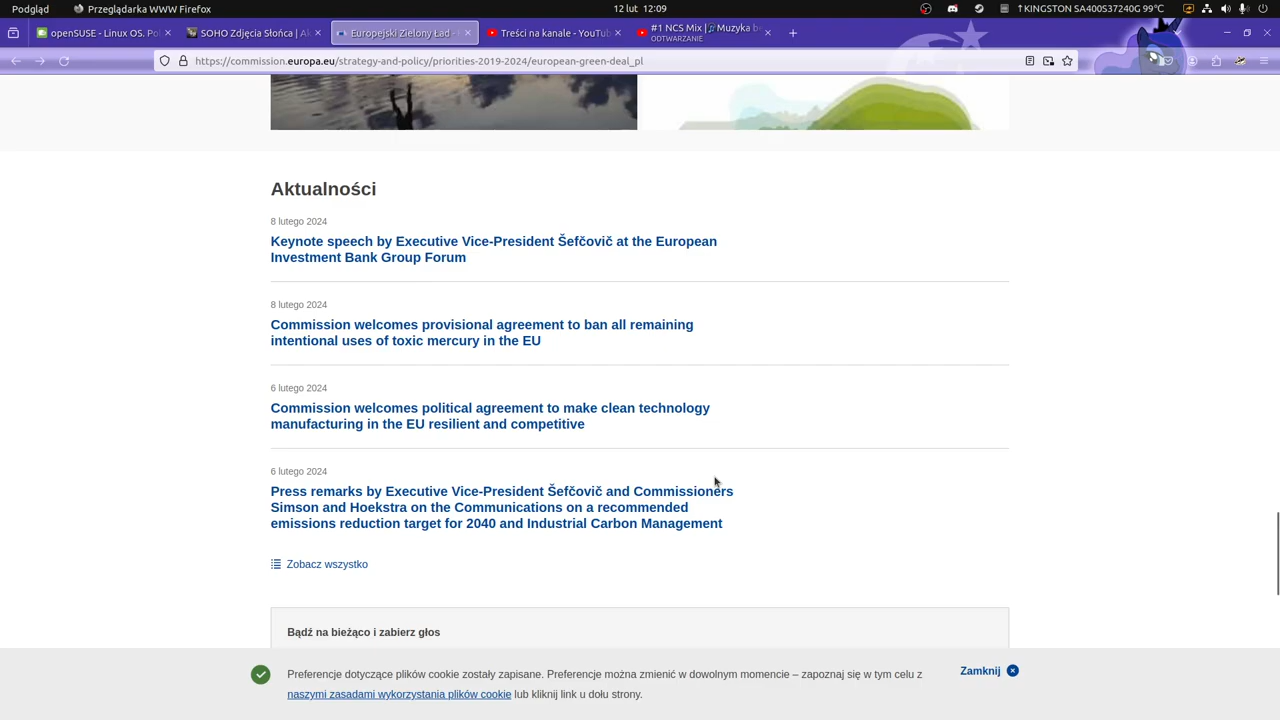 Podgląd
Przeglądarka WWW Firefox
12 lut 12:09
↑KINGSTON SA400S37240G 99°C
openSUSE - Linux OS. Po
SOHO Zdjęcia Słońca | Ak
Europejski Zielony Ład -
Treści na kanale - YouTub
#1 NCS Mix | Muzyka b
ODTWARZANIE
https://commission.europa.eu/strategy-and-policy/priorities-2019-2024/european-green-deal_pl
Aktualności
8 lutego 2024
Keynote speech by Executive Vice-President Šefčovič at the European
Investment Bank Group Forum
8 lutego 2024
Commission welcomes provisional agreement to ban all remaining
intentional uses of toxic mercury in the EU
6 lutego 2024
Commission welcomes political agreement to make clean technology
manufacturing in the EU resilient and competitive
6 lutego 2024
Press remarks by Executive Vice-President Šefčovič and Commissioners
Simson and Hoekstra on the Communications on a recommended
emissions reduction target for 2040 and Industrial Carbon Management
Zobacz wszystko
Bądź na bieżąco i zabierz głos
Preferencje dotyczące plików cookie zostały zapisane. Preferencje można zmienić w dowolnym momencie – zapoznaj się w tym celu z
naszymi zasadami wykorzystania plików cookie lub kliknij link u dołu strony.
Zamknij